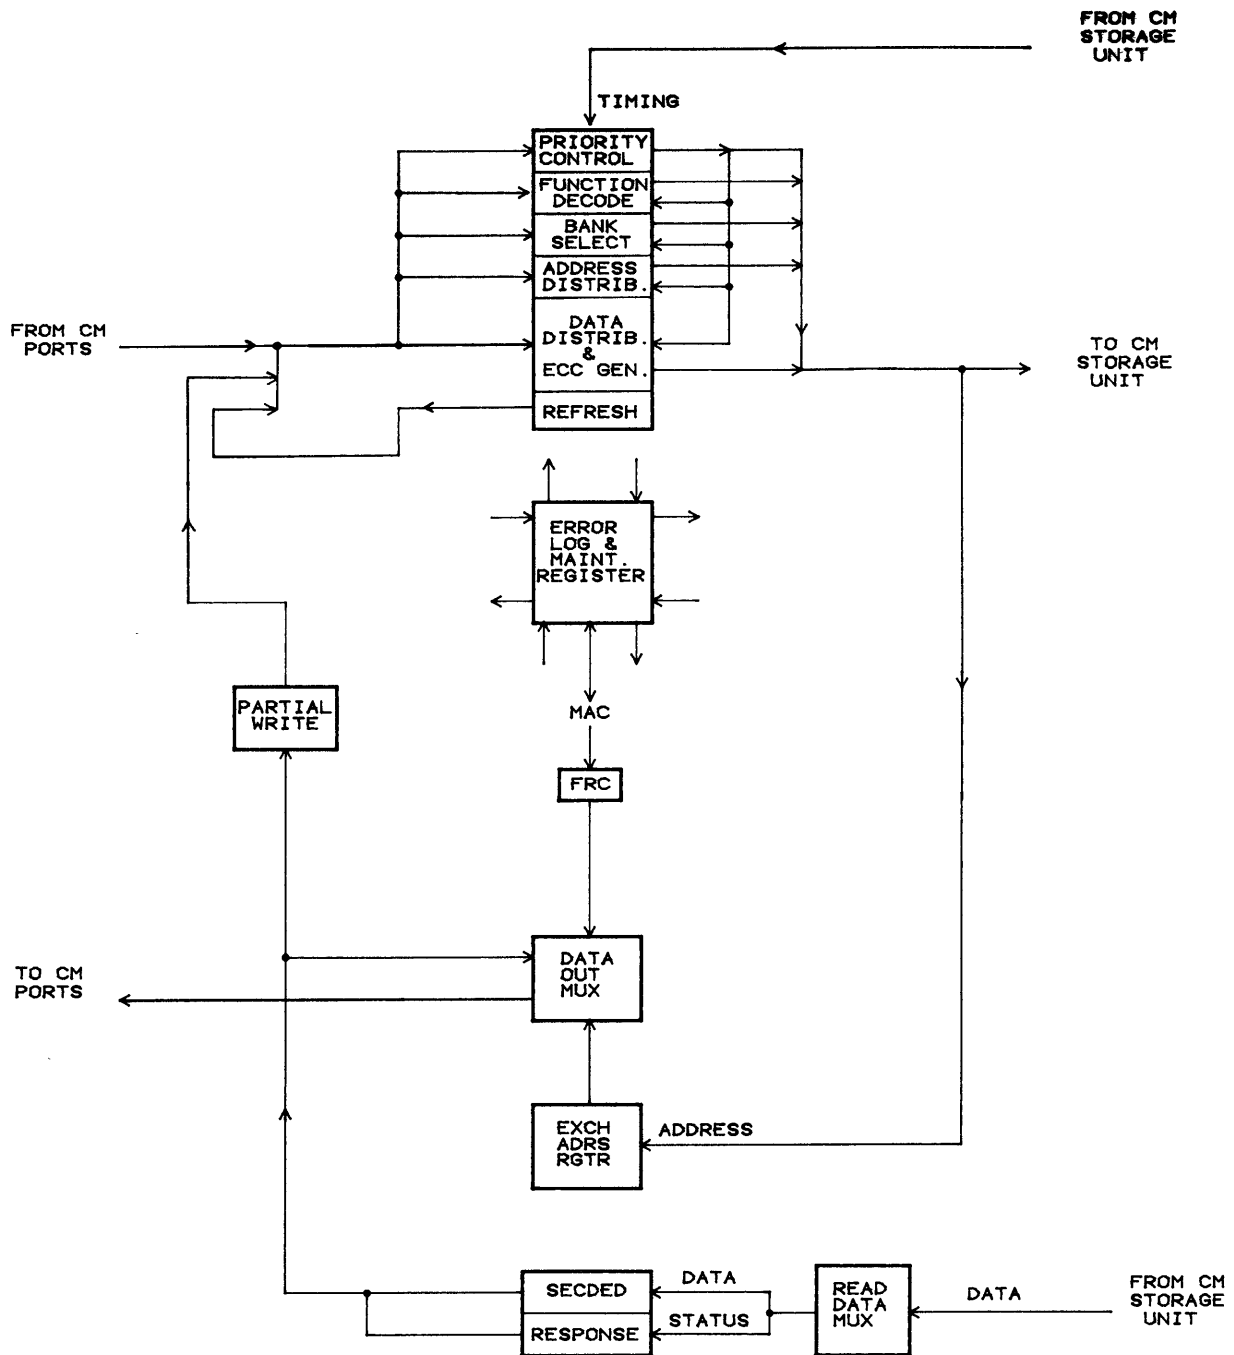 FROM CM
STORAGE
UNIT
TIMING
PRIORITY
CONTROL
FUNCTION
DECODE
BANK
SELECT
ADDRESS
DISTRIB.
DATA
DISTRIB.
&
ECC GEN.
REFRESH
FROM CM
PORTS
TO CM
STORAGE
UNIT
ERROR
LOG &
MAINT.
REGISTER
MAC
FRC
PARTIAL
WRITE
DATA
OUT
MUX
TO CM
PORTS
EXCH
ADRS
RGTR
ADDRESS
SECDED
RESPONSE
DATA
STATUS
READ
DATA
MUX
DATA
FROM CM
STORAGE
UNIT